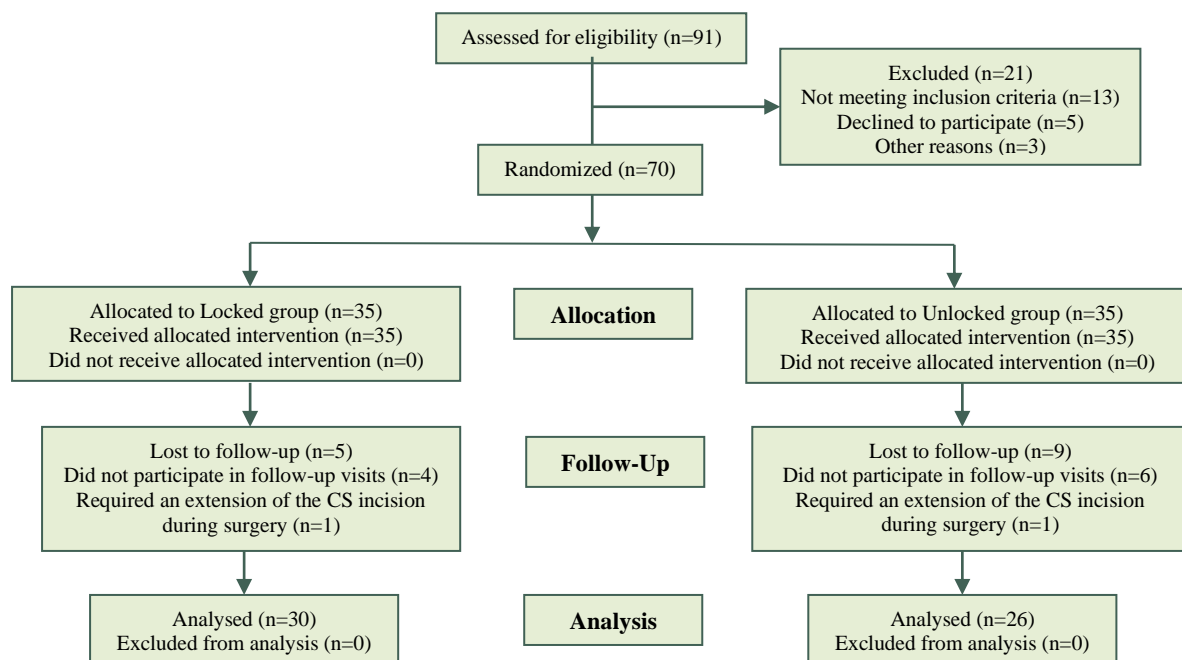 Assessed for eligibility (n=91)
Excluded (n=21)
Not meeting inclusion criteria (n=13)
Declined to participate (n=5)
Other reasons (n=3)
Randomized (n=70)
Allocated to Locked group (n=35)
Received allocated intervention (n=35)
Did not receive allocated intervention (n=0)
Allocation
Allocated to Unlocked group (n=35)
Received allocated intervention (n=35)
Did not receive allocated intervention (n=0)
Lost to follow-up (n=5)
Did not participate in follow-up visits (n=4)
Required an extension of the CS incision
during surgery (n=1)
Follow-Up
Lost to follow-up (n=9)
Did not participate in follow-up visits (n=6)
Required an extension of the CS incision
during surgery (n=1)
Analysed (n=30)
Excluded from analysis (n=0)
Analysis
Analysed (n=26)
Excluded from analysis (n=0)